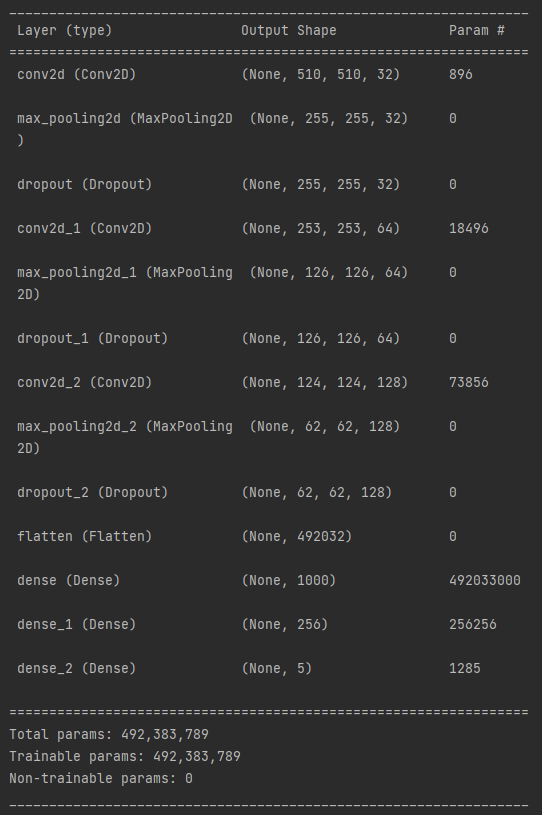 _________________________________________________________________
Layer (type)                Output Shape              Param #
=================================================================
conv2d (Conv2D)             (None, 510, 510, 32)      896
max_pooling2d (MaxPooling2D  (None, 255, 255, 32)     0
)
dropout (Dropout)           (None, 255, 255, 32)      0
conv2d_1 (Conv2D)           (None, 253, 253, 64)      18496
max_pooling2d_1 (MaxPooling  (None, 126, 126, 64)     0
2D)
dropout_1 (Dropout)         (None, 126, 126, 64)      0
conv2d_2 (Conv2D)           (None, 124, 124, 128)     73856
max_pooling2d_2 (MaxPooling  (None, 62, 62, 128)      0
2D)
dropout_2 (Dropout)         (None, 62, 62, 128)       0
flatten (Flatten)           (None, 492032)            0
dense (Dense)               (None, 1000)              492033000
dense_1 (Dense)             (None, 256)               256256
dense_2 (Dense)             (None, 5)                 1285
=================================================================
Total params: 492,383,789
Trainable params: 492,383,789
Non-trainable params: 0
_________________________________________________________________